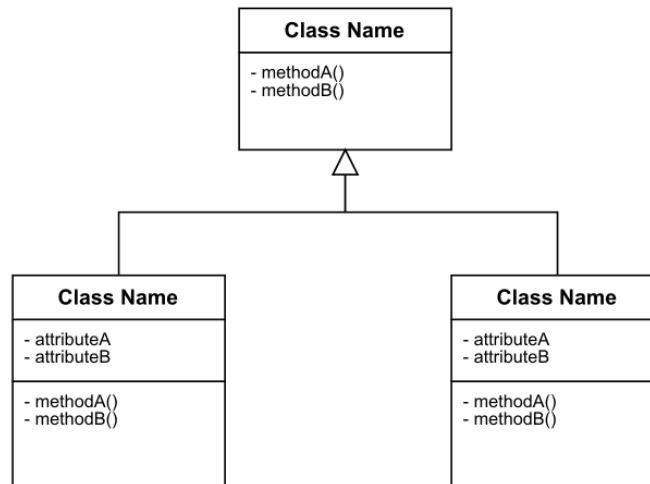 Class Name
- methodA()
- methodB()
Class Name
- attributeA
- attributeB
- methodA()
- methodB()
Class Name
- attributeA
- attributeB
- methodA()
- methodB()